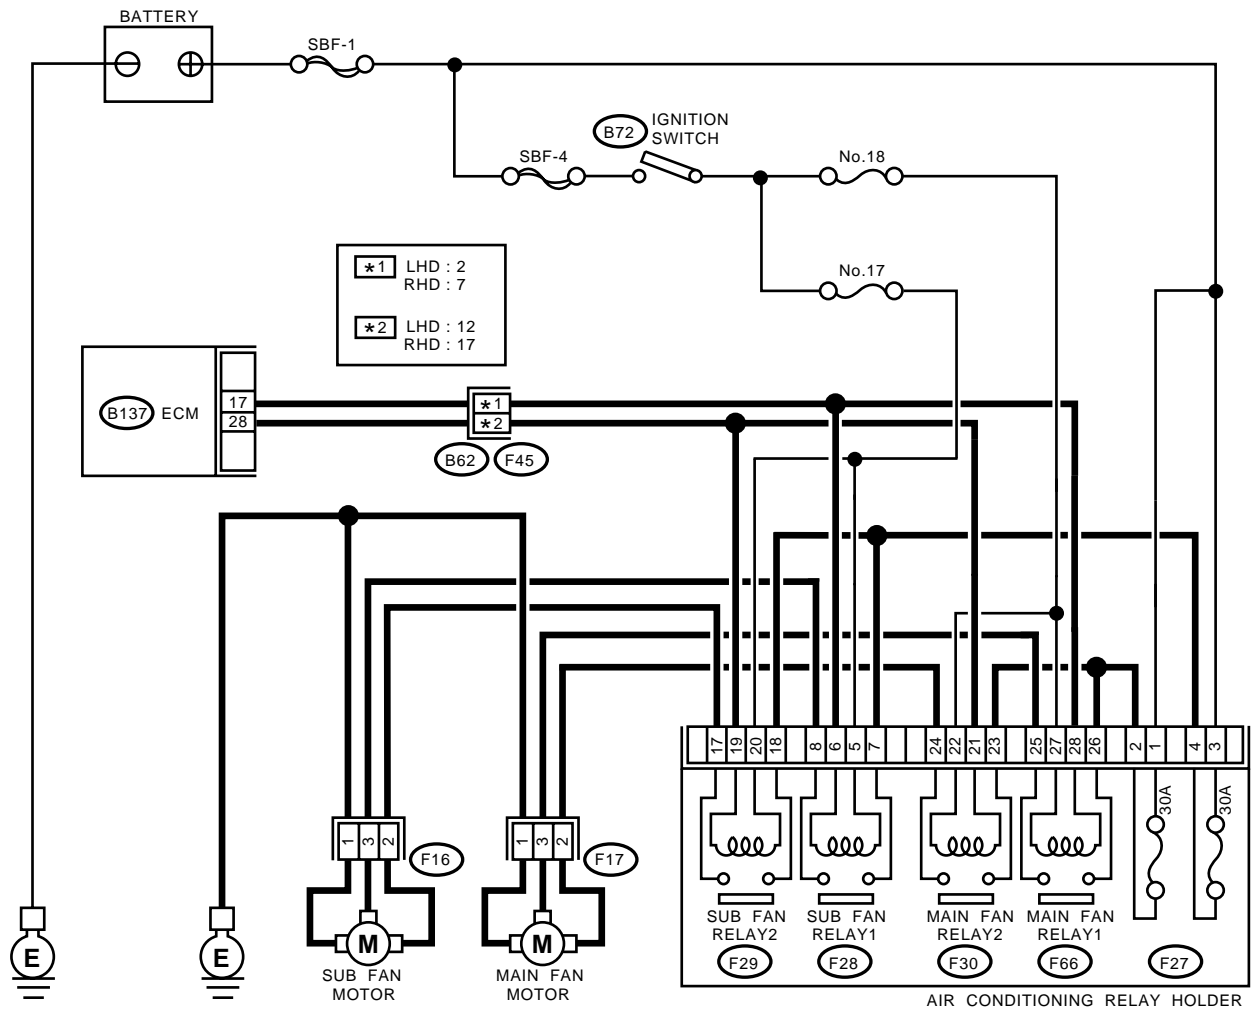 BATTERY
SBF-1
B72
IGNITION
SWITCH
SBF-4
No.18
No.17
*1 LHD : 2
RHD : 7
*2 LHD : 12
RHD : 17
B137 ECM
17
28
*1
*2
B62 F45
17 19 20 18 8 6 5 7 24 22 21 23 25 27 28 26 2 1 4 3
30A 30A
1 3 2
F16
1 3 2
F17
M
SUB FAN
MOTOR
M
MAIN FAN
MOTOR
E
E
SUB FAN
RELAY2
F29
SUB FAN
RELAY1
F28
MAIN FAN
RELAY2
F30
MAIN FAN
RELAY1
F66
F27
AIR CONDITIONING RELAY HOLDER